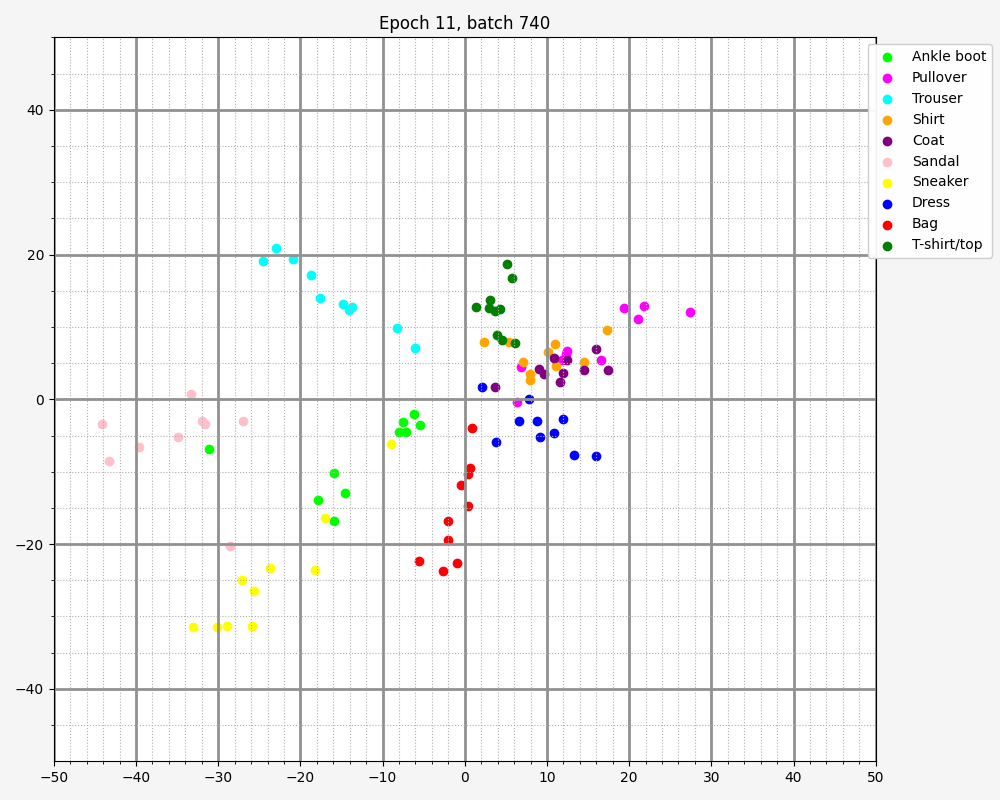 Epoch 11, batch 740
Ankle boot
Pullover
Trouser
Shirt
Coat
Sandal
Sneaker
Dress
Bag
T-shirt/top
40
20
0
−20
−40
−50 −40 −30 −20 −10 0 10 20 30 40 50